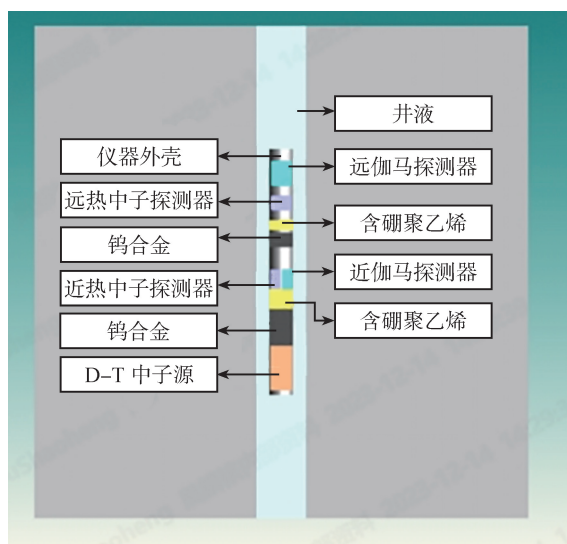 井液
仪器外壳
远伽马探测器
远热中子探测器
含硼聚乙烯
钨合金
近伽马探测器
近热中子探测器
含硼聚乙烯
钨合金
D–T 中子源